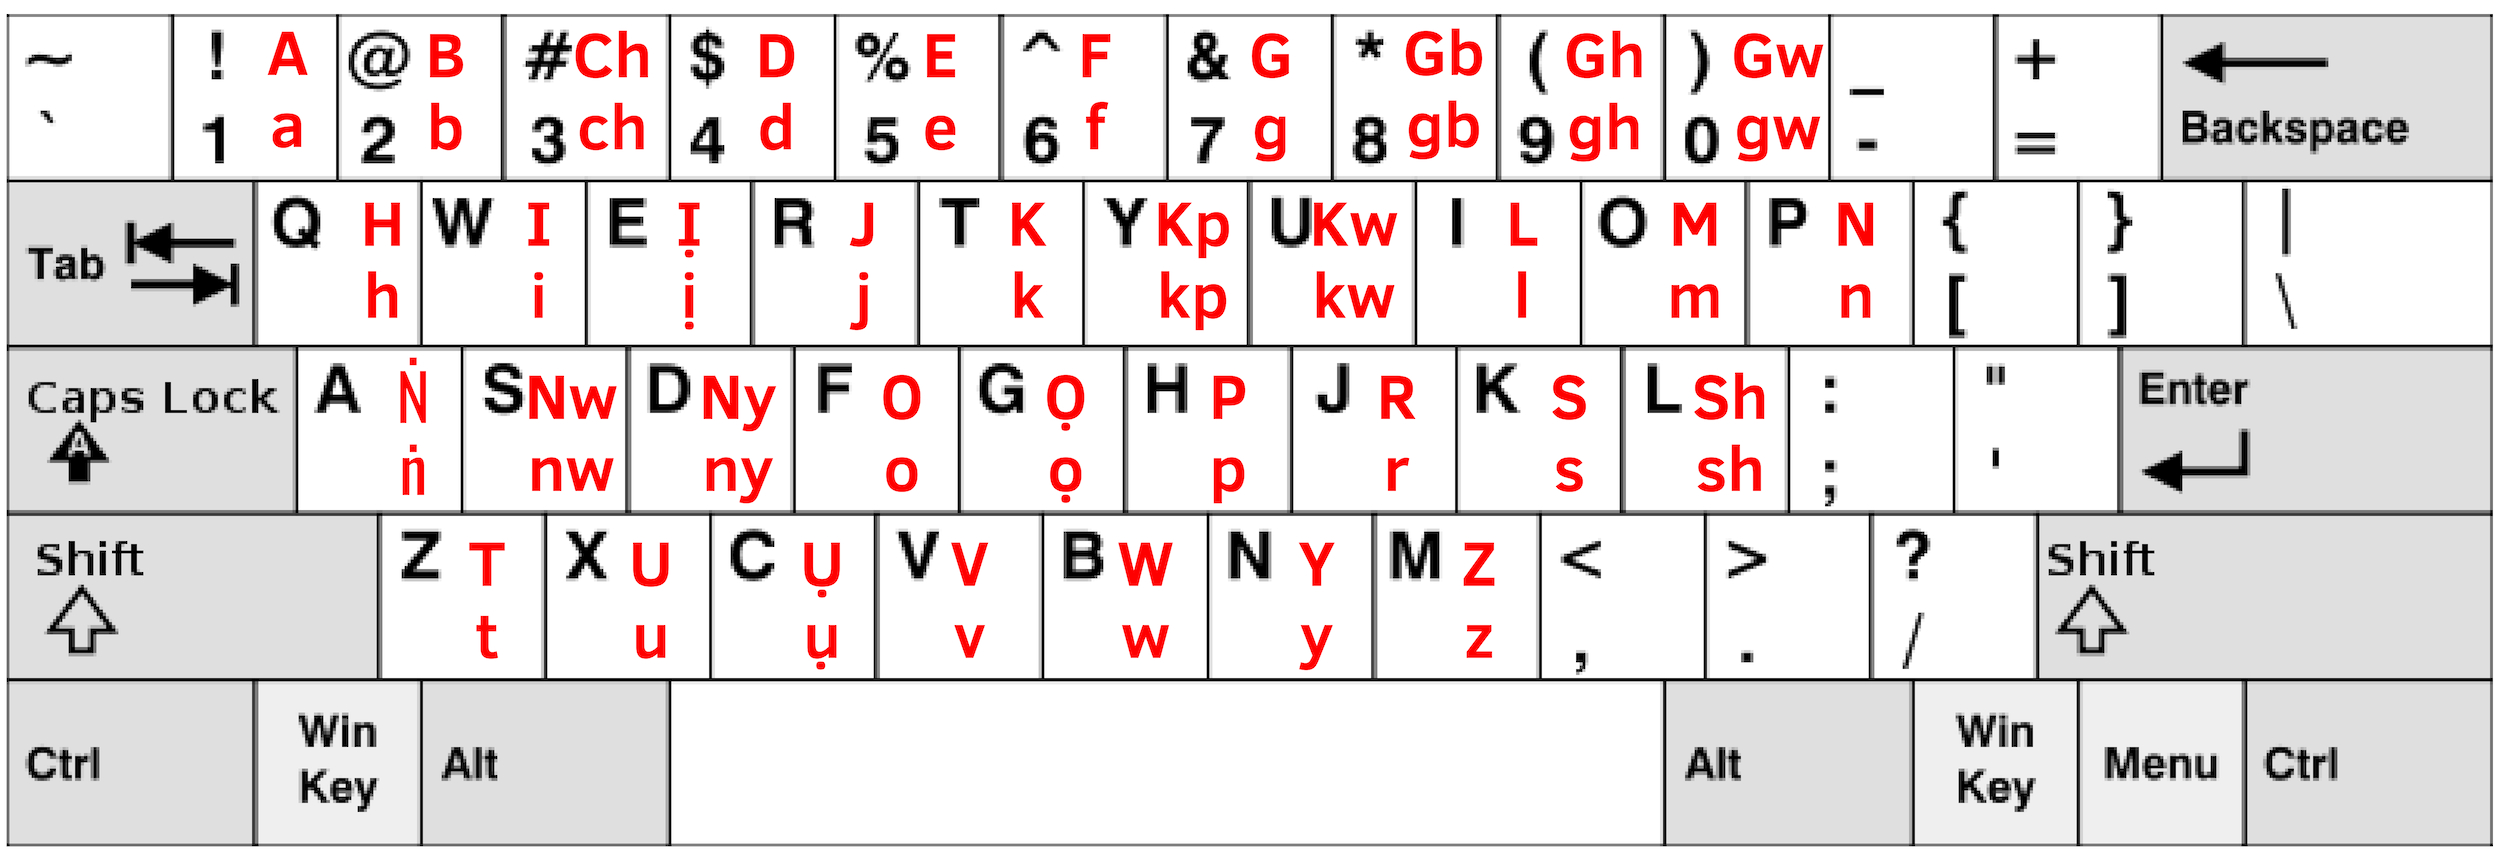 ~ ! A @ B # Ch $ D % E ^ F & G * Gb ( Gh ) Gw _ +
` 1 a 2 b 3 ch 4 d 5 e 6 f 7 g 8 gb 9 gh 0 gw - = Backspace
Tab Q H W I E Ị R J T K Y Kp U Kw I L O M P N { } |
h i ị j k kp kw l m n [ ] \
Caps Lock A Ṅ S Nw D Ny F O G Ọ H P J R K S L Sh : " Enter
A ṅ nw ny o ọ p r s sh ; '
Shift Z T X U C Ụ V V B W N Y M Z < > ? Shift
t u ụ v w y z , . /
Ctrl Win Key Alt Alt Win Key Menu Ctrl